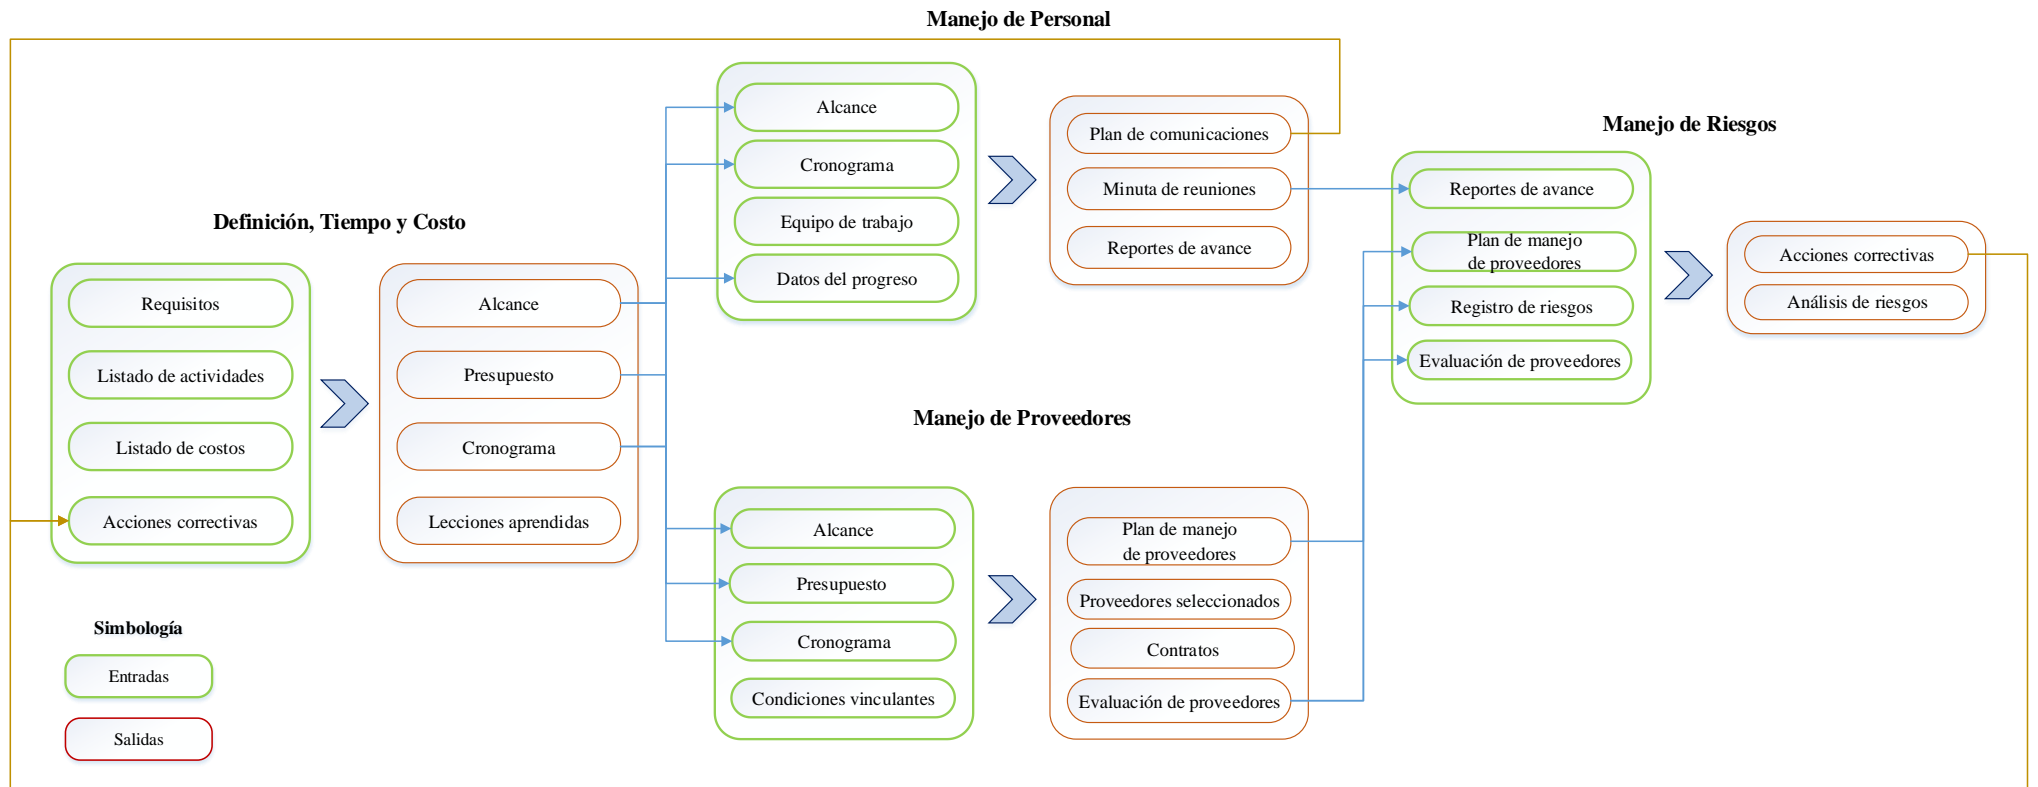 Manejo de Personal
Alcance
Cronograma
Equipo de trabajo
Datos del progreso
Plan de comunicaciones
Minuta de reuniones
Reportes de avance
Manejo de Riesgos
Reportes de avance
Plan de manejo
de proveedores
Registro de riesgos
Evaluación de proveedores
Acciones correctivas
Análisis de riesgos
Definición, Tiempo y Costo
Requisitos
Listado de actividades
Listado de costos
Acciones correctivas
Alcance
Presupuesto
Cronograma
Lecciones aprendidas
Manejo de Proveedores
Alcance
Presupuesto
Cronograma
Condiciones vinculantes
Plan de manejo
de proveedores
Proveedores seleccionados
Contratos
Evaluación de proveedores
Simbología
Entradas
Salidas